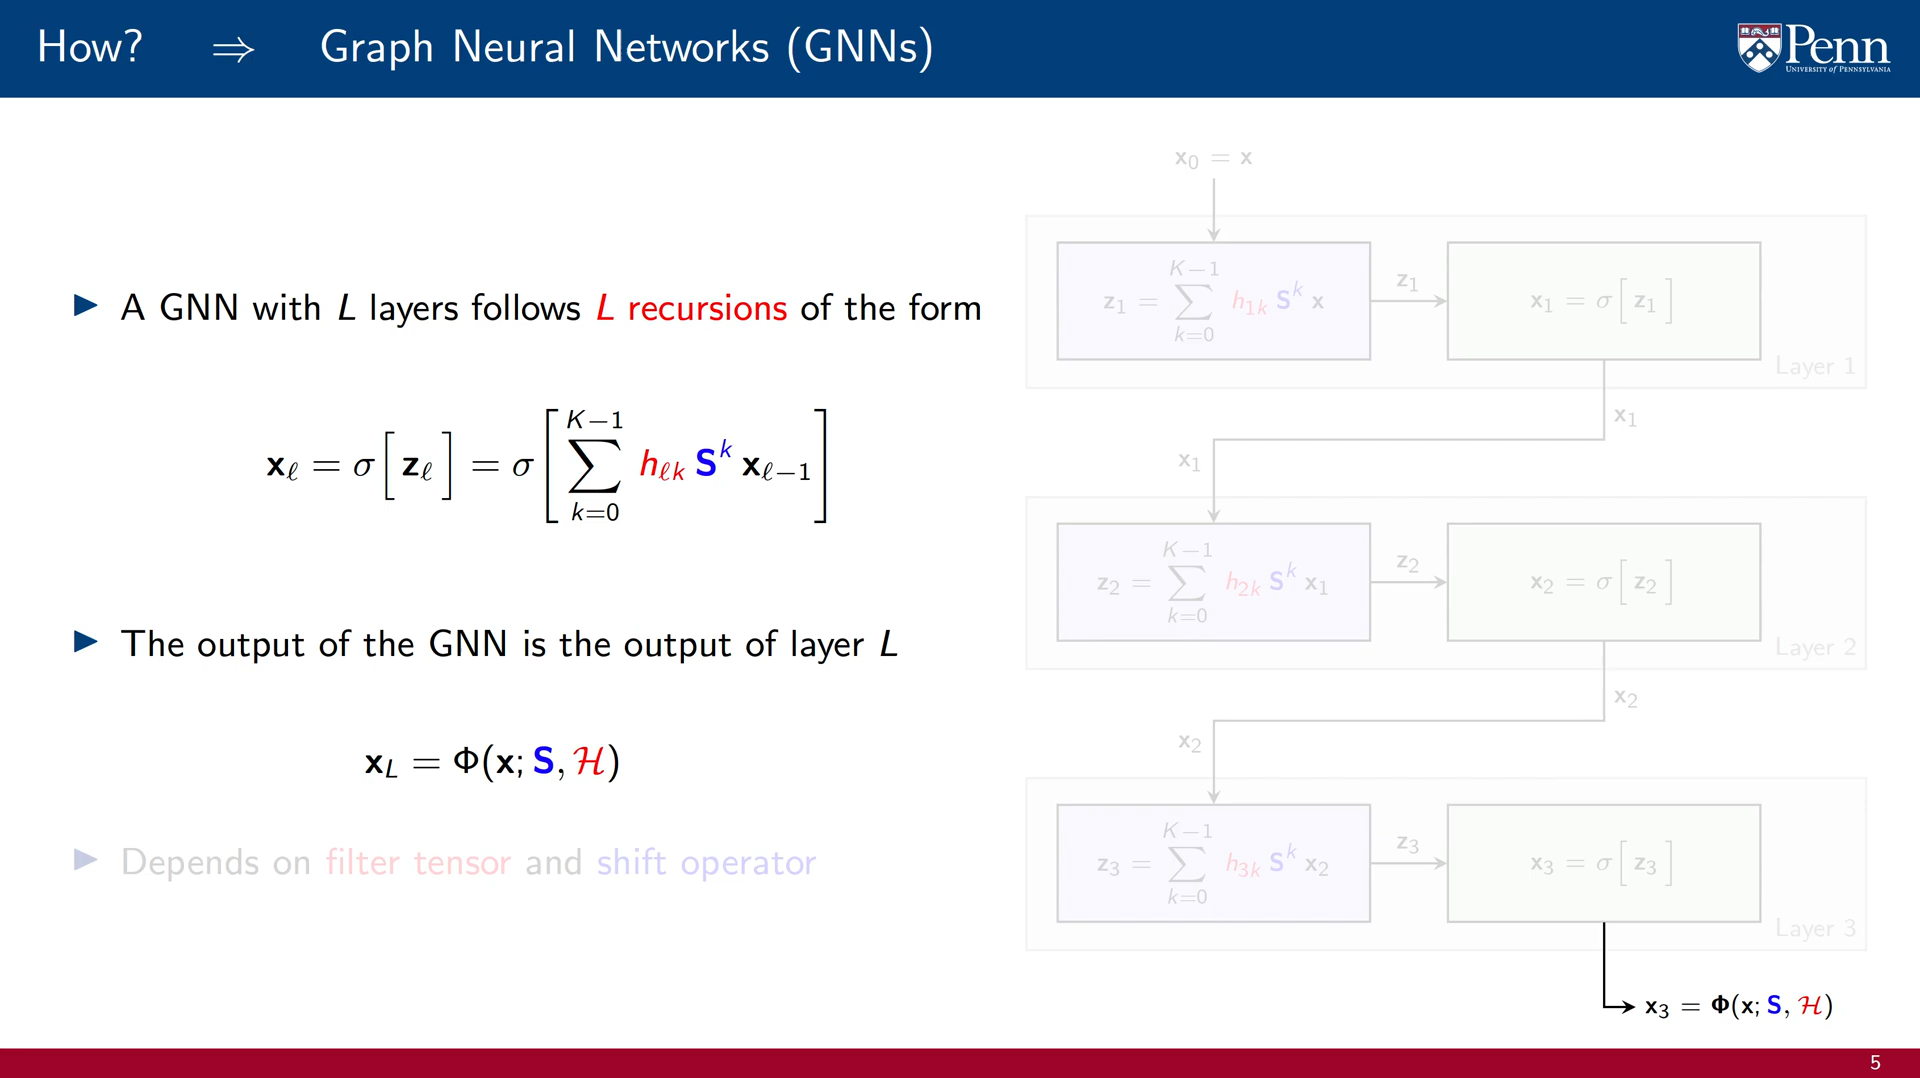 How? ⇒ Graph Neural Networks (GNNs)
Penn
UNIVERSITY of PENNSYLVANIA
▶ A GNN with L layers follows L recursions of the form
x_ℓ = σ[ z_ℓ ] = σ[ ∑_{k=0}^{K−1} h_{ℓk} S^k x_{ℓ−1} ]
▶ The output of the GNN is the output of layer L
x_L = Φ(x; S, ℋ)
▶ Depends on filter tensor and shift operator
x_0 = x
z_1 = ∑_{k=0}^{K−1} h_{1k} S^k x
z_1
x_1 = σ[ z_1 ]
Layer 1
x_1
x_1
z_2 = ∑_{k=0}^{K−1} h_{2k} S^k x_1
z_2
x_2 = σ[ z_2 ]
Layer 2
x_2
x_2
z_3 = ∑_{k=0}^{K−1} h_{3k} S^k x_2
z_3
x_3 = σ[ z_3 ]
Layer 3
x_3 = Φ(x; S, ℋ)
5